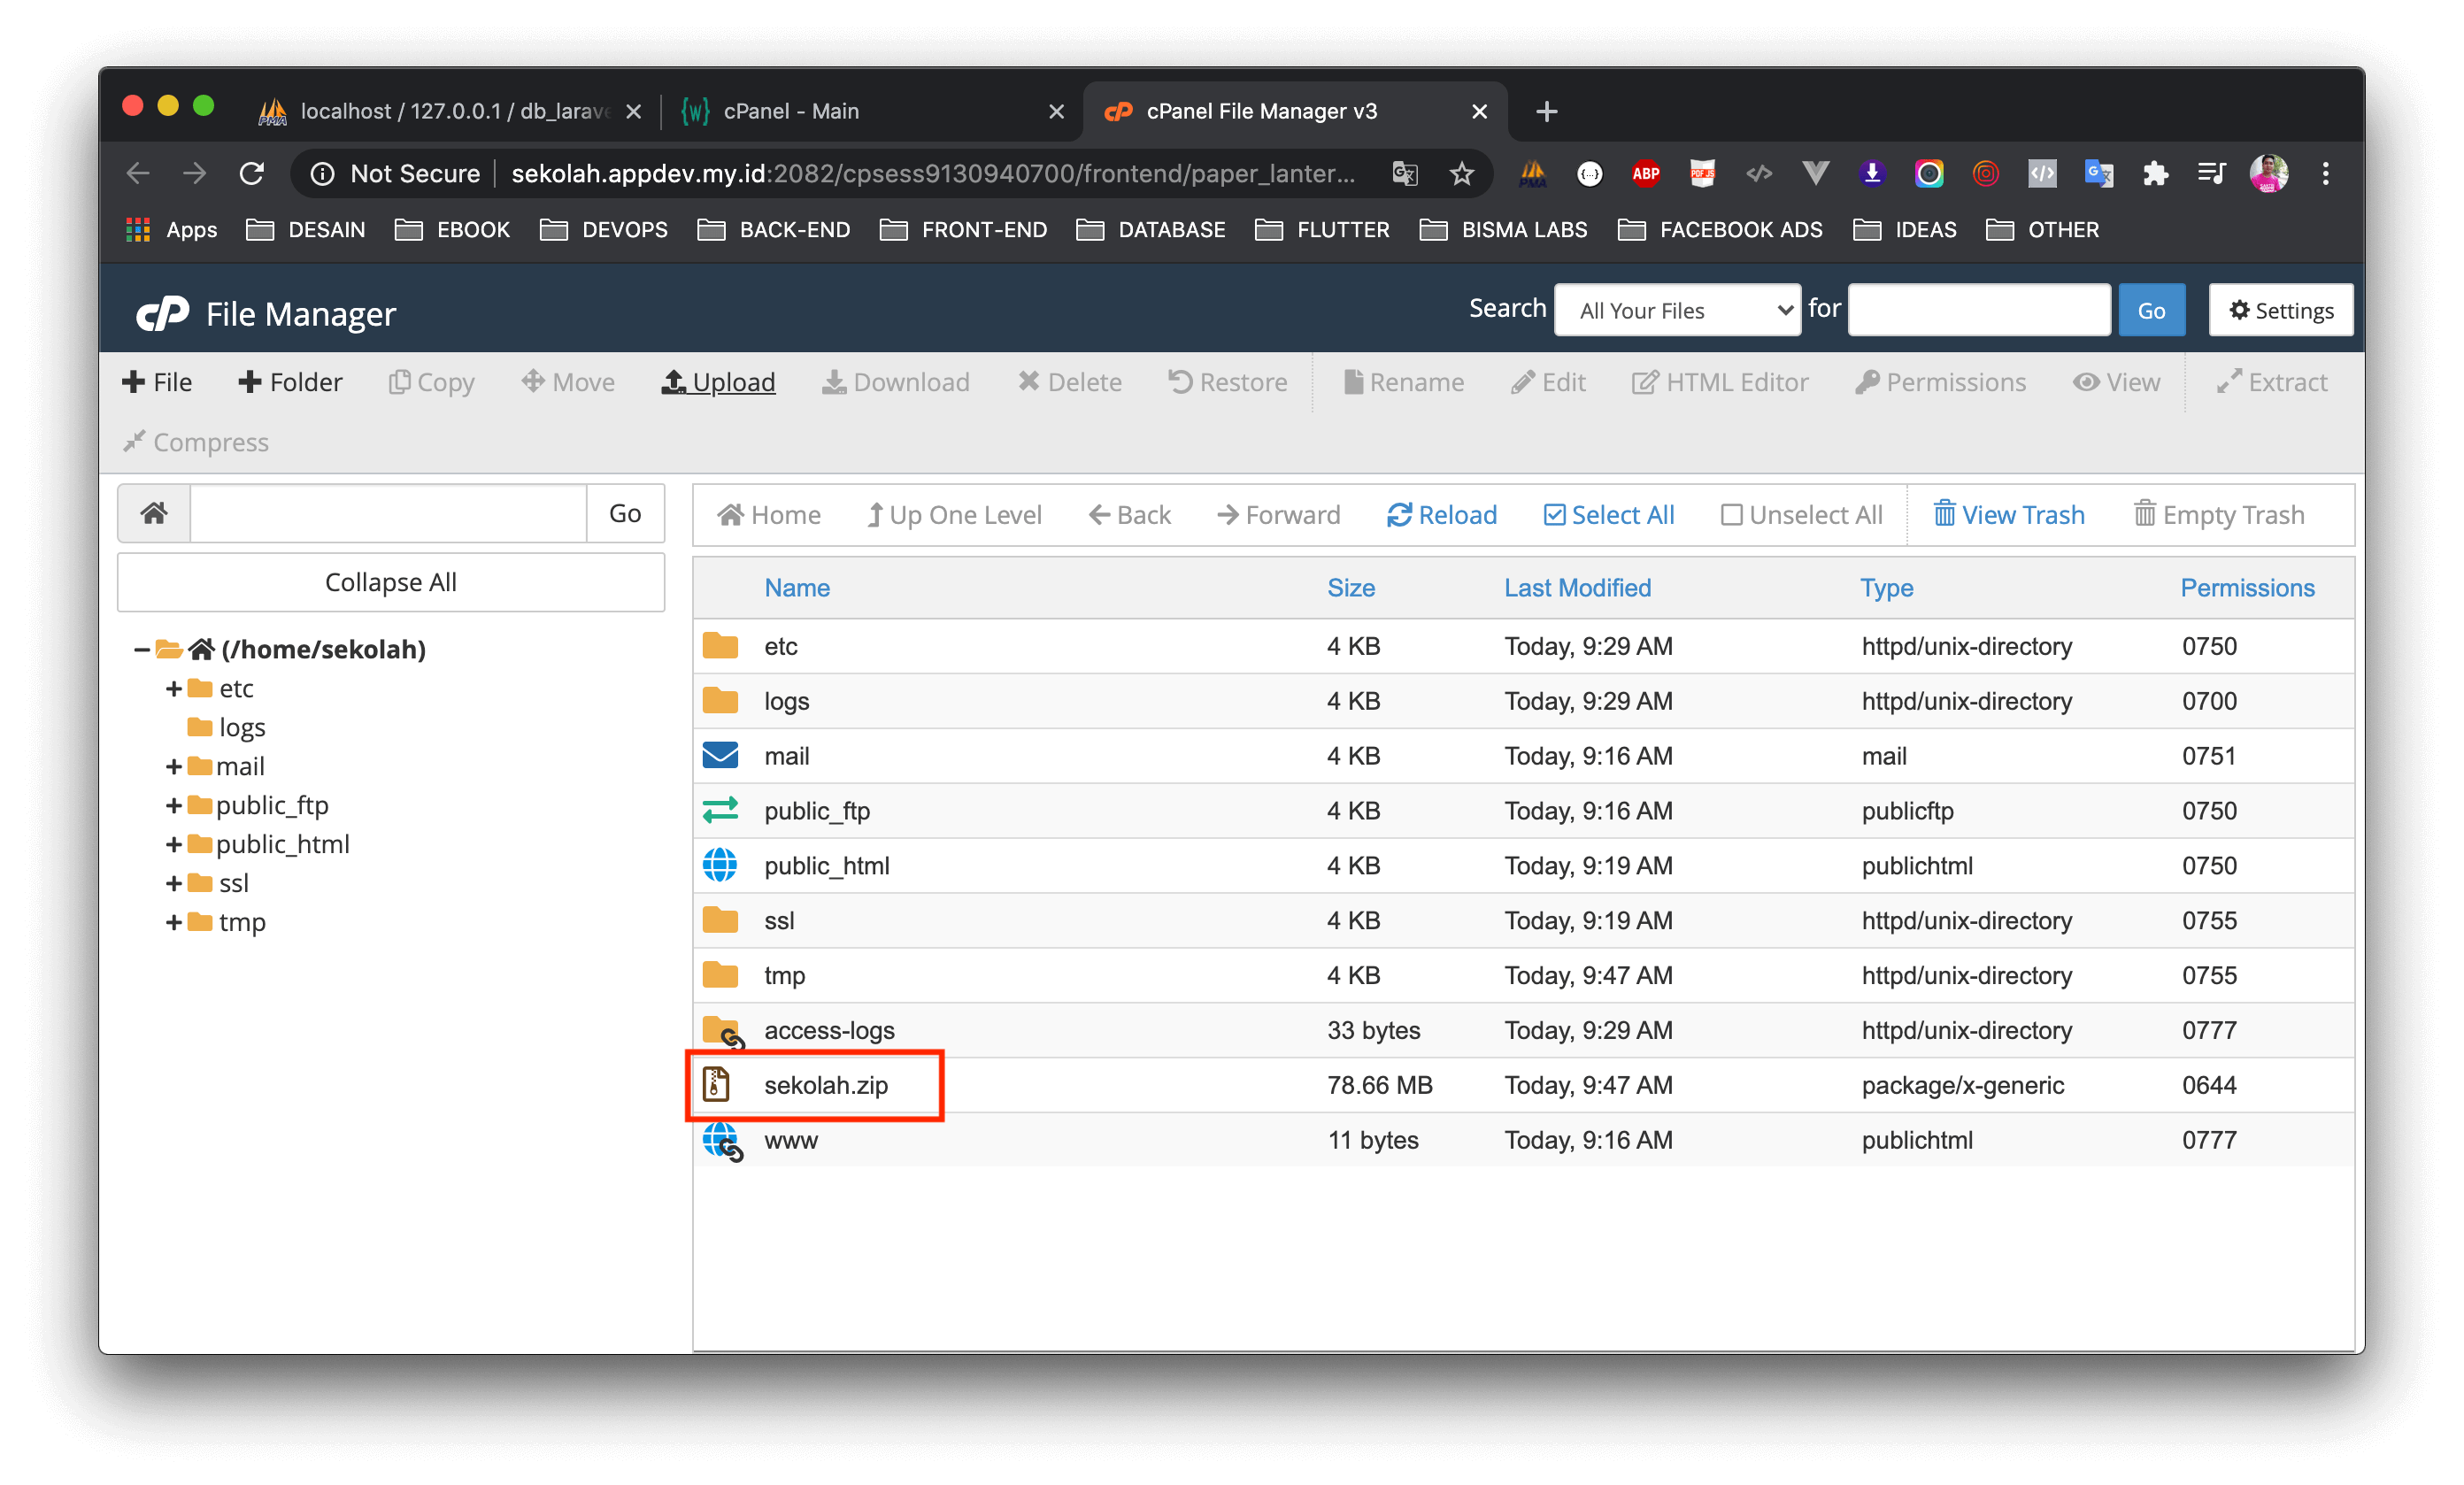 localhost / 127.0.0.1 / db_larave
cPanel - Main
cPanel File Manager v3
Not Secure
sekolah.appdev.my.id:2082/cpsess9130940700/frontend/paper_lanter...
Apps
DESAIN
EBOOK
DEVOPS
BACK-END
FRONT-END
DATABASE
FLUTTER
BISMA LABS
FACEBOOK ADS
IDEAS
OTHER
cP File Manager
Search All Your Files for Go Settings
File Folder Copy Move Upload Download Delete Restore Rename Edit HTML Editor Permissions View Extract
Compress
Go
Collapse All
(/home/sekolah)
etc
logs
mail
public_ftp
public_html
ssl
tmp
Home Up One Level Back Forward Reload Select All Unselect All View Trash Empty Trash
Name Size Last Modified Type Permissions
etc 4 KB Today, 9:29 AM httpd/unix-directory 0750
logs 4 KB Today, 9:29 AM httpd/unix-directory 0700
mail 4 KB Today, 9:16 AM mail 0751
public_ftp 4 KB Today, 9:16 AM publicftp 0750
public_html 4 KB Today, 9:19 AM publichtml 0750
ssl 4 KB Today, 9:19 AM httpd/unix-directory 0755
tmp 4 KB Today, 9:47 AM httpd/unix-directory 0755
access-logs 33 bytes Today, 9:29 AM httpd/unix-directory 0777
sekolah.zip 78.66 MB Today, 9:47 AM package/x-generic 0644
www 11 bytes Today, 9:16 AM publichtml 0777